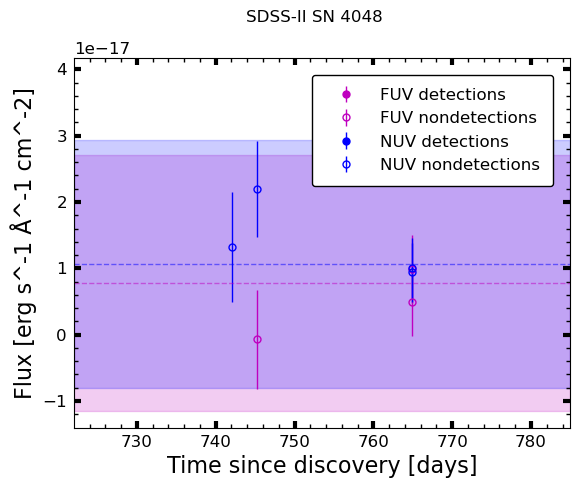 SDSS-II SN 4048
1e−17
4
3
2
1
0
−1
Flux [erg s^-1 Å^-1 cm^-2]
FUV detections
FUV nondetections
NUV detections
NUV nondetections
730 740 750 760 770 780
Time since discovery [days]